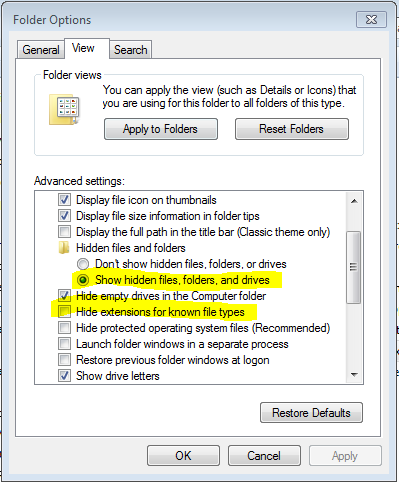 Folder Options
General
View
Search
Folder views
You can apply the view (such as Details or Icons) that
you are using for this folder to all folders of this type.
Apply to Folders
Reset Folders
Advanced settings:
Display file icon on thumbnails
Display file size information in folder tips
Display the full path in the title bar (Classic theme only)
Hidden files and folders
Don't show hidden files, folders, or drives
Show hidden files, folders, and drives
Hide empty drives in the Computer folder
Hide extensions for known file types
Hide protected operating system files (Recommended)
Launch folder windows in a separate process
Restore previous folder windows at logon
Show drive letters
Restore Defaults
OK
Cancel
Apply